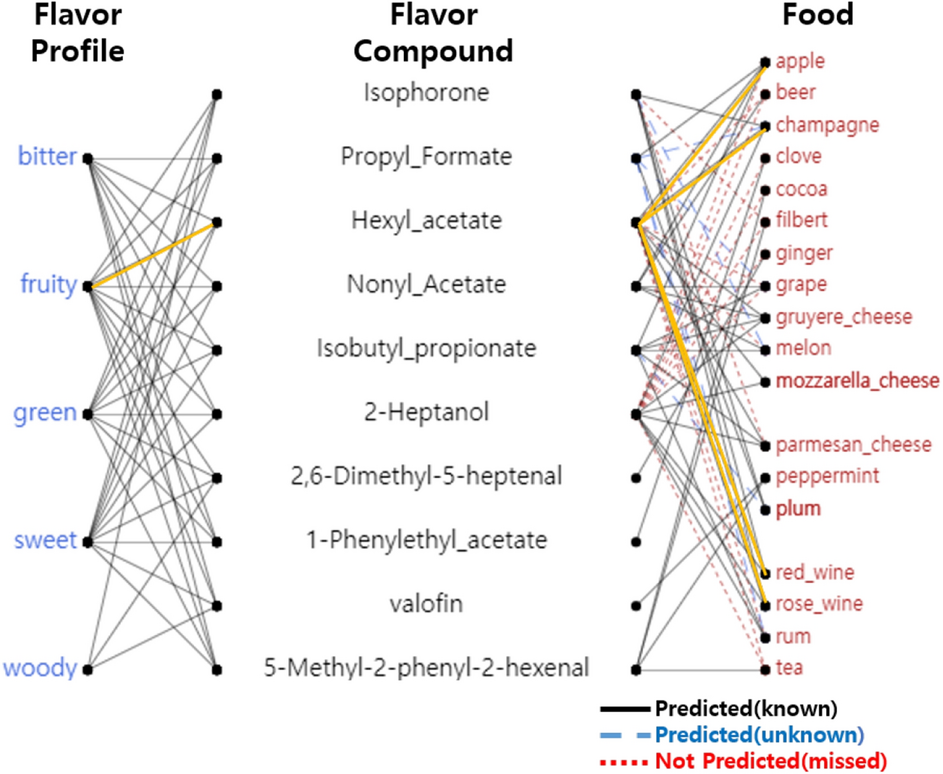 Flavor
Profile
Flavor
Compound
Food
bitter
fruity
green
sweet
woody
Isophorone
Propyl_Formate
Hexyl_acetate
Nonyl_Acetate
Isobutyl_propionate
2-Heptanol
2,6-Dimethyl-5-heptenal
1-Phenylethyl_acetate
valofin
5-Methyl-2-phenyl-2-hexenal
apple
beer
champagne
clove
cocoa
filbert
ginger
grape
gruyere_cheese
melon
mozzarella_cheese
parmesan_cheese
peppermint
plum
red_wine
rose_wine
rum
tea
Predicted(known)
Predicted(unknown)
Not Predicted(missed)